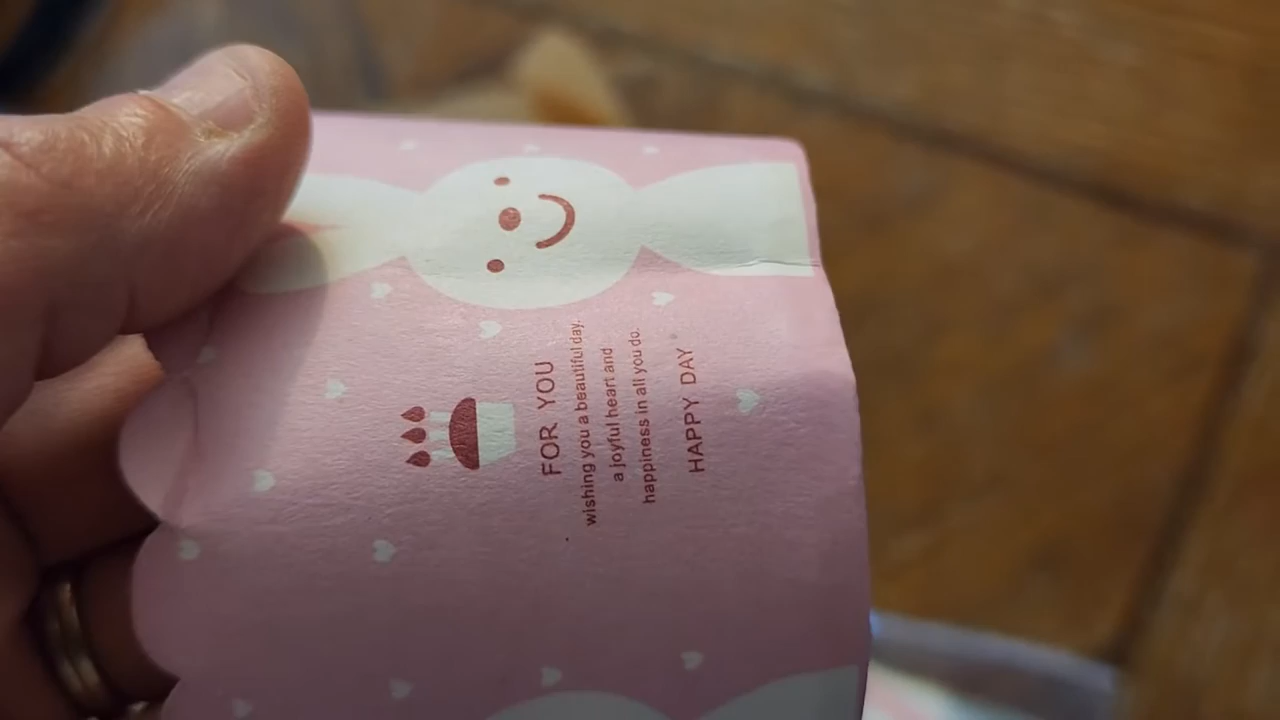 FOR YOU
wishing you a beautiful day.
a joyful heart and
happiness in all you do.
HAPPY DAY